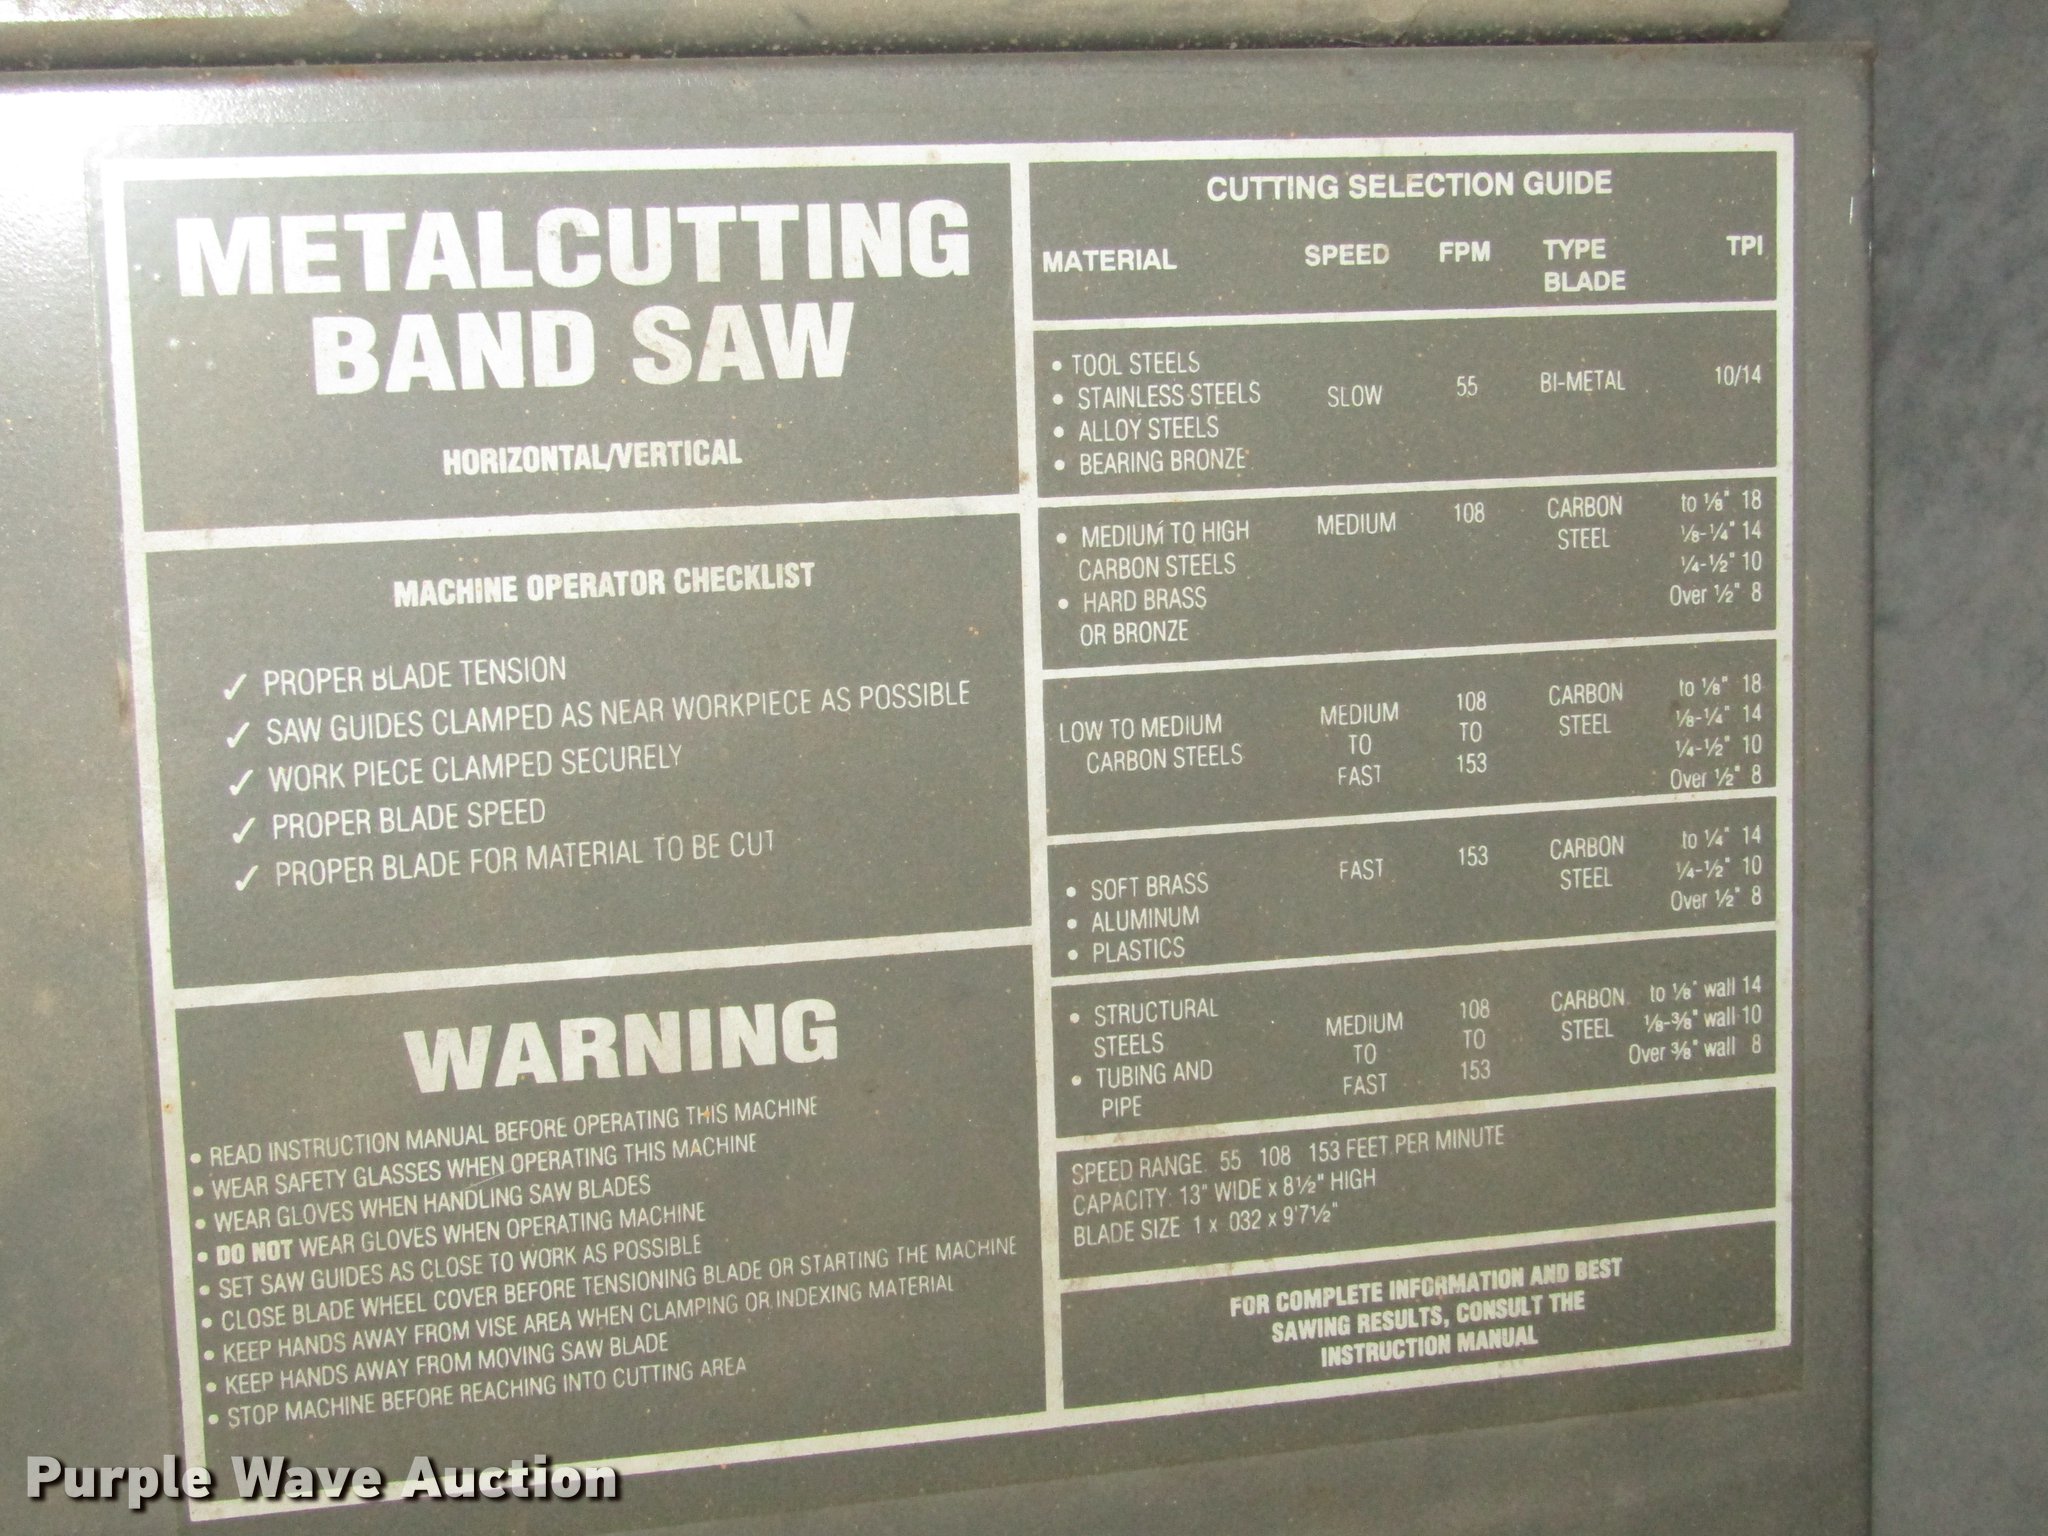 METALCUTTING
BAND SAW
HORIZONTAL/VERTICAL
MACHINE OPERATOR CHECKLIST
✓ PROPER BLADE TENSION
✓ SAW GUIDES CLAMPED AS NEAR WORKPIECE AS POSSIBLE
✓ WORK PIECE CLAMPED SECURELY
✓ PROPER BLADE SPEED
✓ PROPER BLADE FOR MATERIAL TO BE CUT
WARNING
• READ INSTRUCTION MANUAL BEFORE OPERATING THIS MACHINE
• WEAR SAFETY GLASSES WHEN OPERATING THIS MACHINE
• WEAR GLOVES WHEN HANDLING SAW BLADES
• DO NOT WEAR GLOVES WHEN OPERATING MACHINE
• SET SAW GUIDES AS CLOSE TO WORK AS POSSIBLE
• CLOSE BLADE WHEEL COVER BEFORE TENSIONING BLADE OR STARTING THE MACHINE
• KEEP HANDS AWAY FROM VISE AREA WHEN CLAMPING OR INDEXING MATERIAL
• KEEP HANDS AWAY FROM MOVING SAW BLADE
• STOP MACHINE BEFORE REACHING INTO CUTTING AREA
CUTTING SELECTION GUIDE
MATERIAL SPEED FPM TYPE BLADE TPI
• TOOL STEELS
• STAINLESS STEELS SLOW 55 BI-METAL 10/14
• ALLOY STEELS
• BEARING BRONZE
• MEDIUM TO HIGH MEDIUM 108 CARBON to 1/8" 18
CARBON STEELS STEEL 1/8-1/4" 14
• HARD BRASS 1/4-1/2" 10
OR BRONZE Over 1/2" 8
LOW TO MEDIUM MEDIUM 108 CARBON to 1/8" 18
CARBON STEELS TO TO STEEL 1/8-1/4" 14
FAST 153 1/4-1/2" 10
Over 1/2" 8
• SOFT BRASS FAST 153 CARBON to 1/4" 14
• ALUMINUM STEEL 1/4-1/2" 10
• PLASTICS Over 1/2" 8
• STRUCTURAL MEDIUM 108 CARBON to 1/8" wall 14
STEELS TO TO STEEL 1/8-3/8" wall 10
• TUBING AND FAST 153 Over 3/8" wall 8
PIPE
SPEED RANGE 55 108 153 FEET PER MINUTE
CAPACITY: 13" WIDE x 8½" HIGH
BLADE SIZE 1 x .032 x 9'7½"
FOR COMPLETE INFORMATION AND BEST
SAWING RESULTS, CONSULT THE
INSTRUCTION MANUAL
Purple Wave Auction